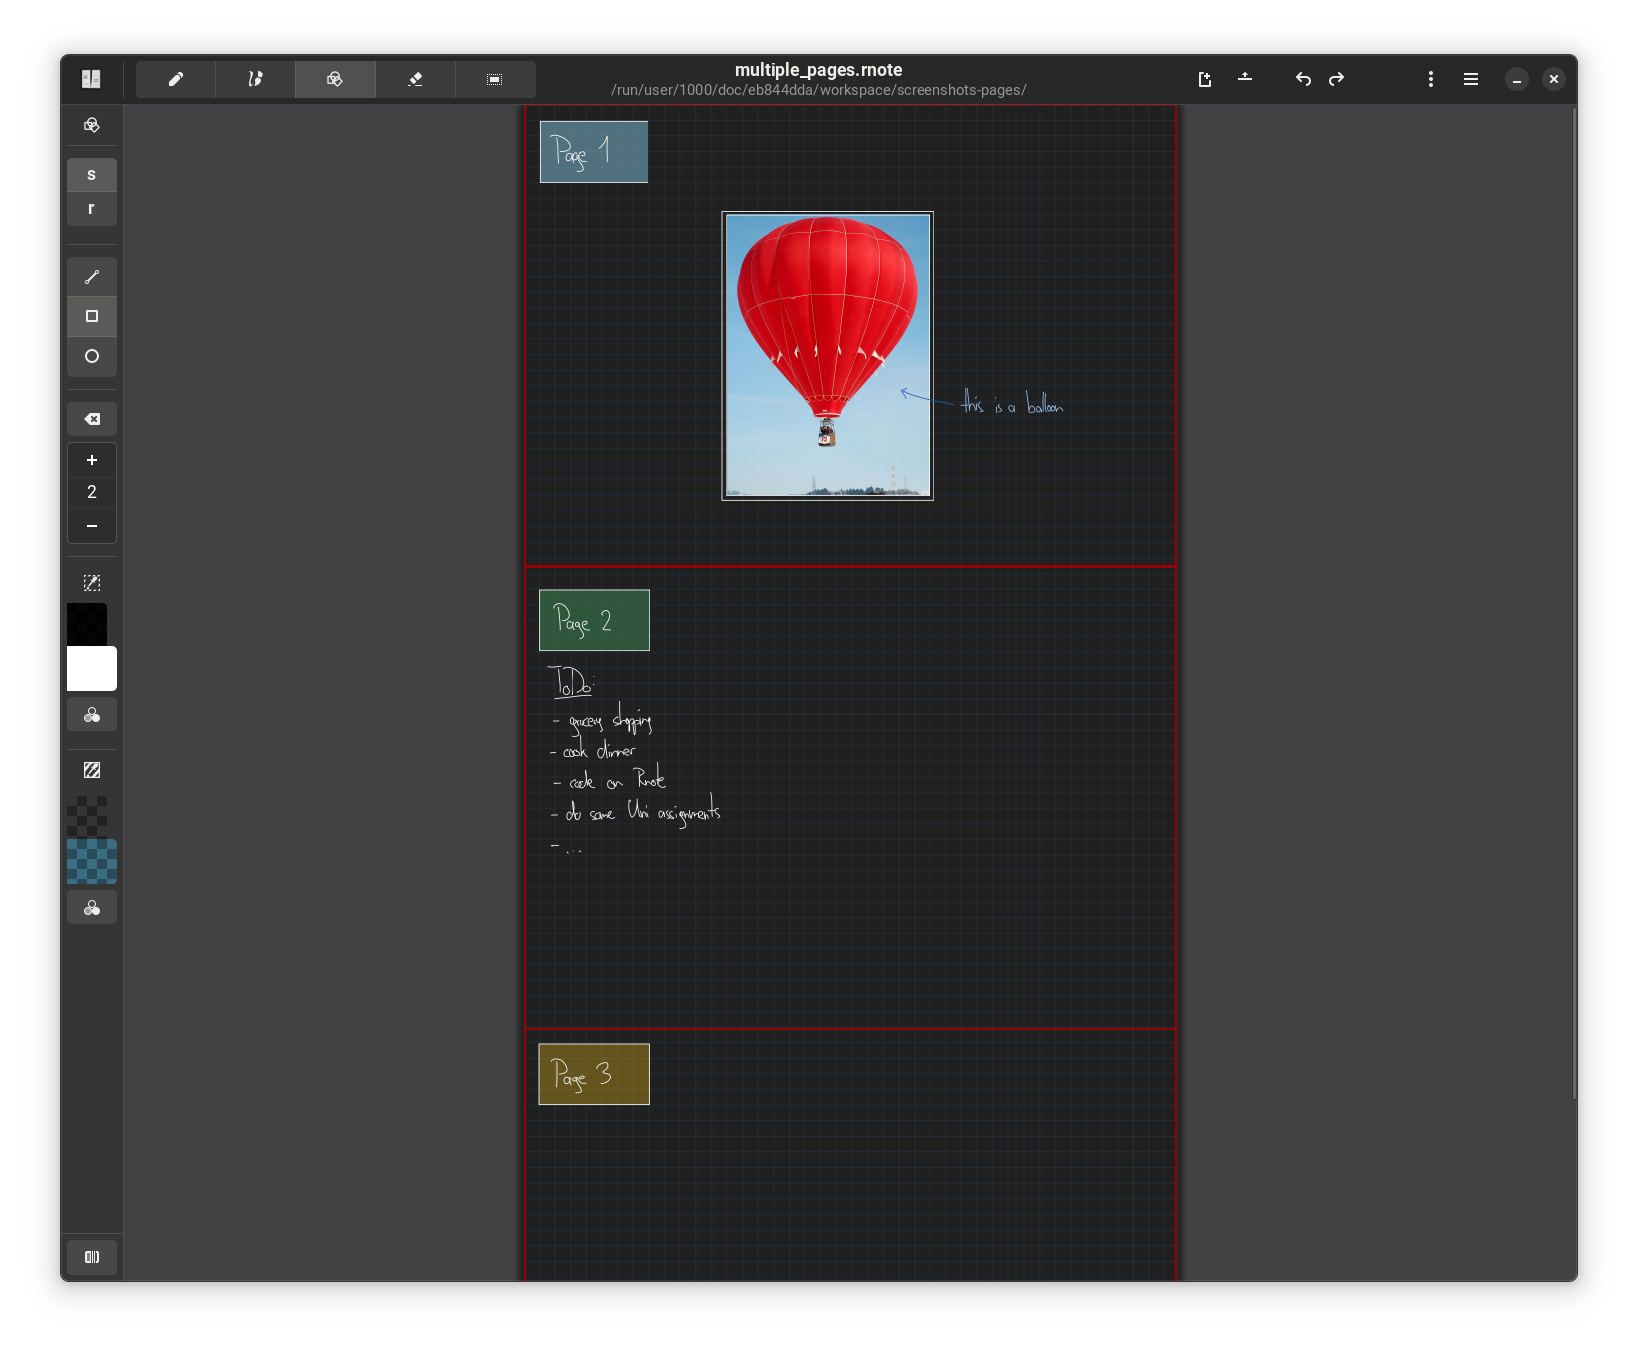 multiple_pages.rnote
/run/user/1000/doc/eb844dda/workspace/screenshots-pages/
s
r
2
Page 1
12
this is a balloon
Page 2
ToDo:
- grocery shopping
- cook dinner
- code on Rnote
- do some Uni assignments
- ...
Page 3